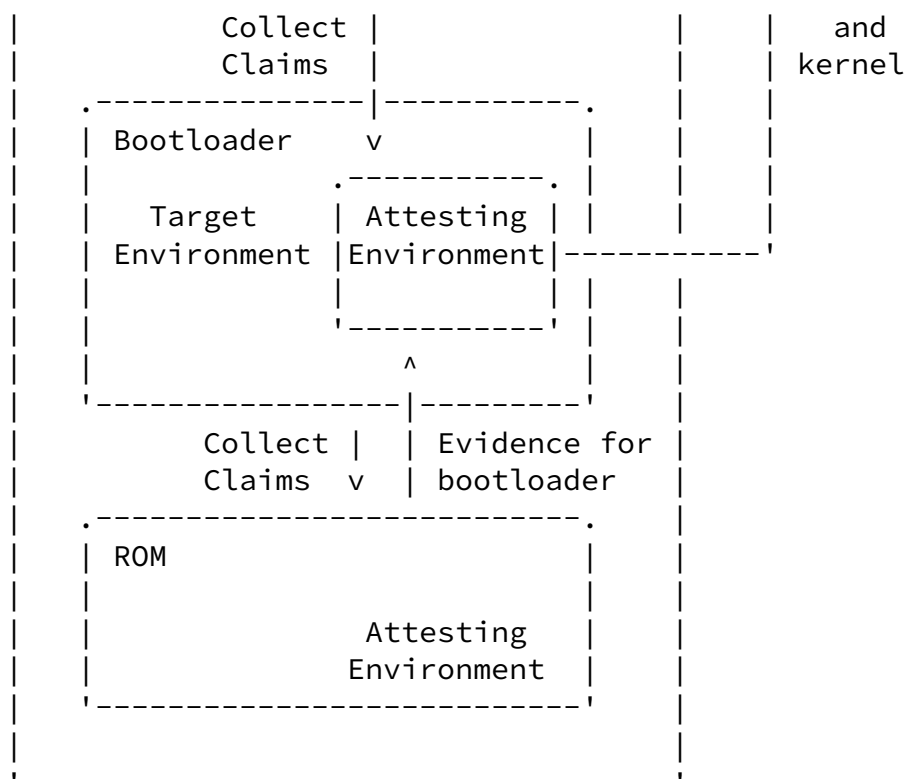 Collect and
Claims kernel
Bootloader v
Target Attesting
Environment Environment
^
Collect Evidence for
Claims v bootloader
ROM
Attesting
Environment